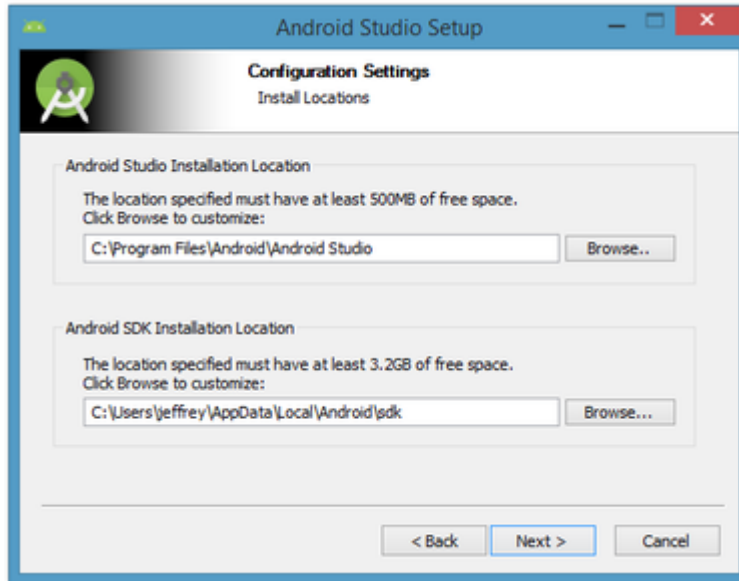 Android Studio Setup
Configuration Settings
Install Locations
Android Studio Installation Location
The location specified must have at least 500MB of free space.
Click Browse to customize:
C:\Program Files\Android\Android Studio
Browse..
Android SDK Installation Location
The location specified must have at least 3.2GB of free space.
Click Browse to customize:
C:\Users\jeffrey\AppData\Local\Android\sdk
Browse...
< Back
Next >
Cancel